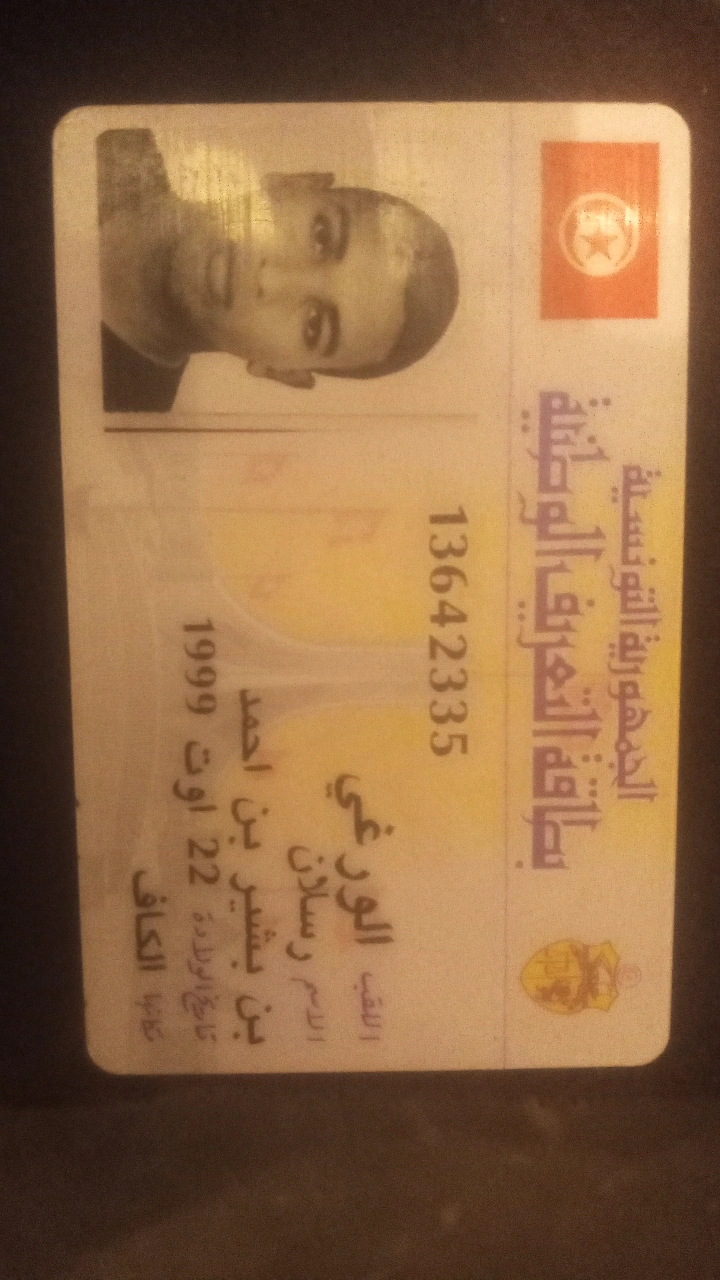 الجمهورية التونسية
بطاقة التعريف الوطنية
13642335
اللقب الورغي
الاسم رسلان
بن بشير بن احمد
تاريخ الولادة 22 اوت 1999
مكانها الكاف